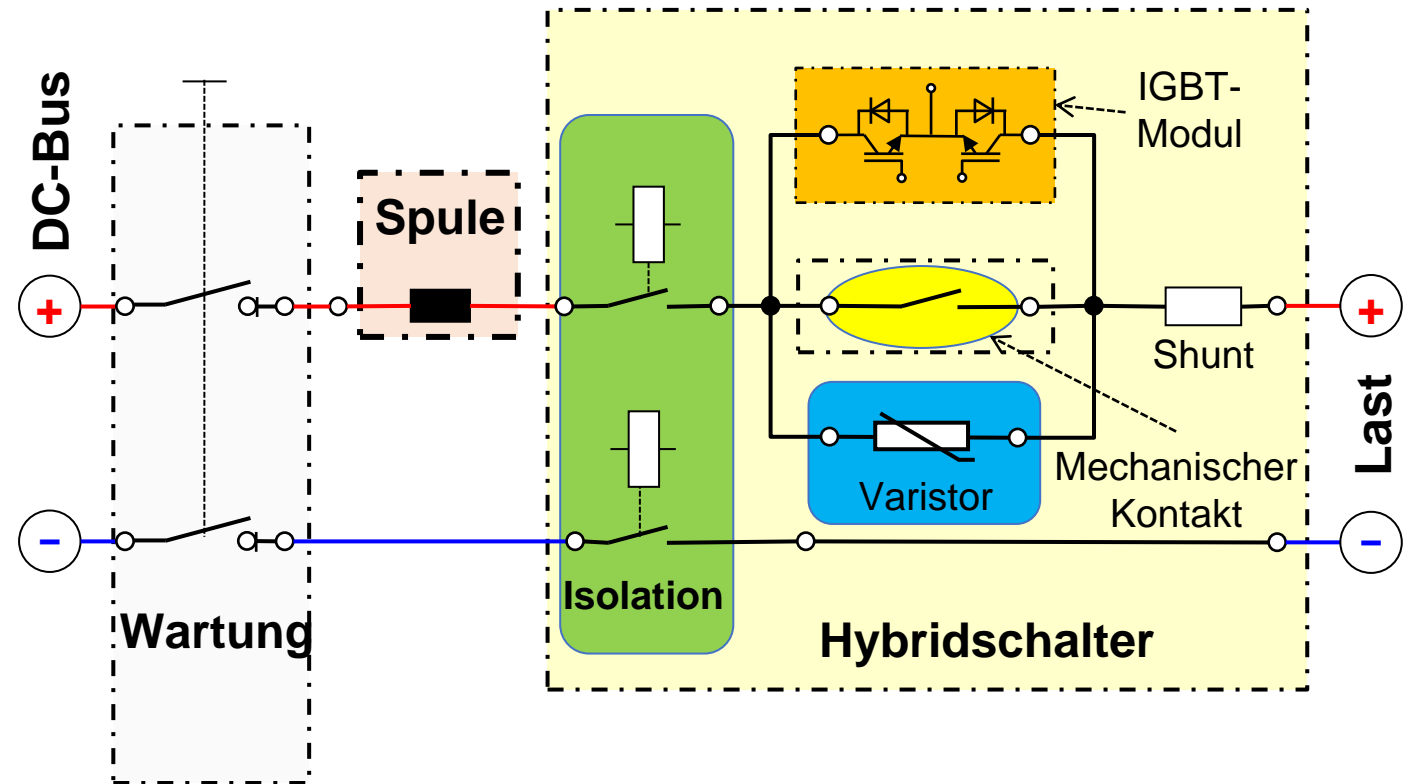 DC-Bus
+
-
Wartung
Spule
Isolation
IGBT-
Modul
Shunt
Mechanischer
Kontakt
Varistor
Hybridschalter
+
Last
-